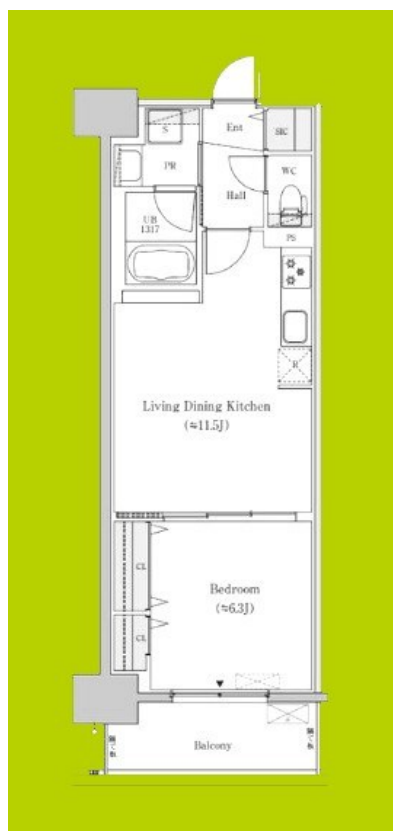 Ent
SIC
S
PR
WC
Hall
UB
1317
PS
R
Living Dining Kitchen
(≒11.5J)
CL
Bedroom
(≒6.3J)
CL
Balcony